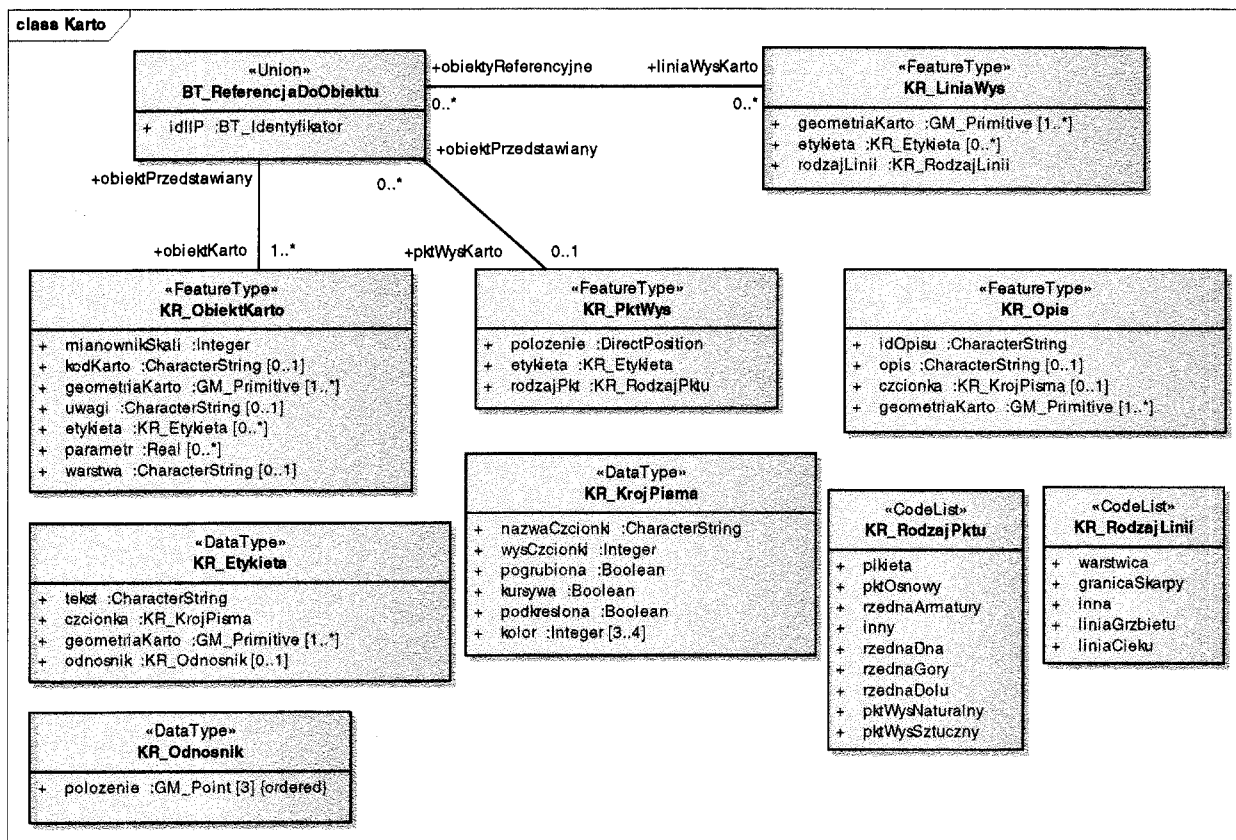 class Karto
«Union»
BT_ReferencjaDoObiektu
+ idIIP :BT_Identyfikator
+obiektyReferencyjne
+liniaWysKarto
0..*
0..*
«FeatureType»
KR_LiniaWys
+ geometriaKarto :GM_Primitive [1..*]
+ etykieta :KR_Etykieta [0..*]
+ rodzajLinii :KR_RodzajLinii
+obiektPrzedstawiany
+obiektPrzedstawiany
0..*
+obiektKarto
1..*
+pktWysKarto
0..1
«FeatureType»
KR_ObiektKarto
+ mianownikSkali :Integer
+ kodKarto :CharacterString [0..1]
+ geometriaKarto :GM_Primitive [1..*]
+ uwagi :CharacterString [0..1]
+ etykieta :KR_Etykieta [0..*]
+ parametr :Real [0..*]
+ warstwa :CharacterString [0..1]
«FeatureType»
KR_PktWys
+ polozenie :DirectPosition
+ etykieta :KR_Etykieta
+ rodzajPkt :KR_RodzajPktu
«FeatureType»
KR_Opis
+ idOpisu :CharacterString
+ opis :CharacterString [0..1]
+ czcionka :KR_KrojPisma [0..1]
+ geometriaKarto :GM_Primitive [1..*]
«DataType»
KR_KrojPisma
+ nazwaCzcionki :CharacterString
+ wysCzcionki :Integer
+ pogrubiona :Boolean
+ kursywa :Boolean
+ podkreslona :Boolean
+ kolor :Integer [3..4]
«CodeList»
KR_RodzajPktu
+ pikieta
+ pktOsnowy
+ rzednaArmatury
+ inny
+ rzednaDna
+ rzednaGory
+ rzednaDolu
+ pktWysNaturalny
+ pktWysSztuczny
«CodeList»
KR_RodzajLinii
+ warstwica
+ granicaSkarpy
+ inna
+ liniaGrzbietu
+ liniaCieku
«DataType»
KR_Etykieta
+ tekst :CharacterString
+ czcionka :KR_KrojPisma
+ geometriaKarto :GM_Primitive [1..*]
+ odnosnik :KR_Odnosnik [0..1]
«DataType»
KR_Odnosnik
+ polozenie :GM_Point [3] {ordered}